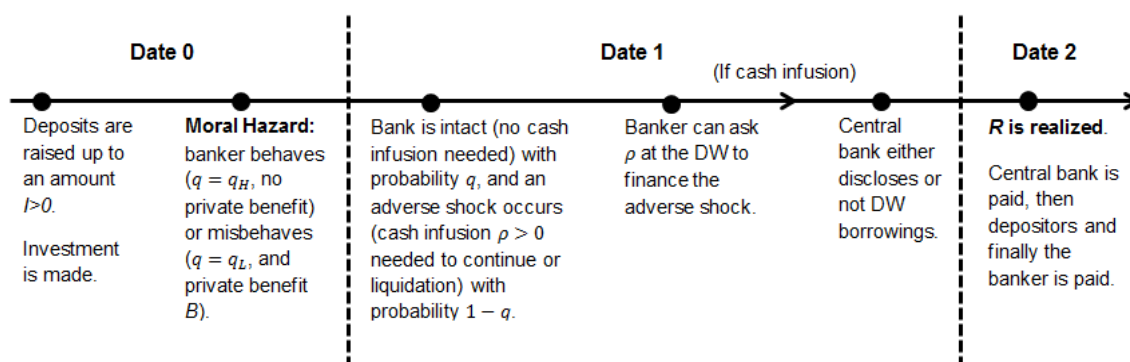 Date 0
Date 1
Date 2
(If cash infusion)
Deposits are
raised up to
an amount
I>0.
Investment
is made.
Moral Hazard:
banker behaves
(q = q_H, no
private benefit)
or misbehaves
(q = q_L, and
private benefit
B).
Bank is intact (no cash
infusion needed) with
probability q, and an
adverse shock occurs
(cash infusion ρ > 0
needed to continue or
liquidation) with
probability 1 − q.
Banker can ask
ρ at the DW to
finance the
adverse shock.
Central
bank either
discloses or
not DW
borrowings.
R is realized.
Central bank is
paid, then
depositors and
finally the
banker is paid.